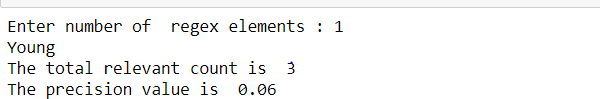 Enter number of  regex elements : 1
Young
The total relevant count is  3
The precision value is  0.06